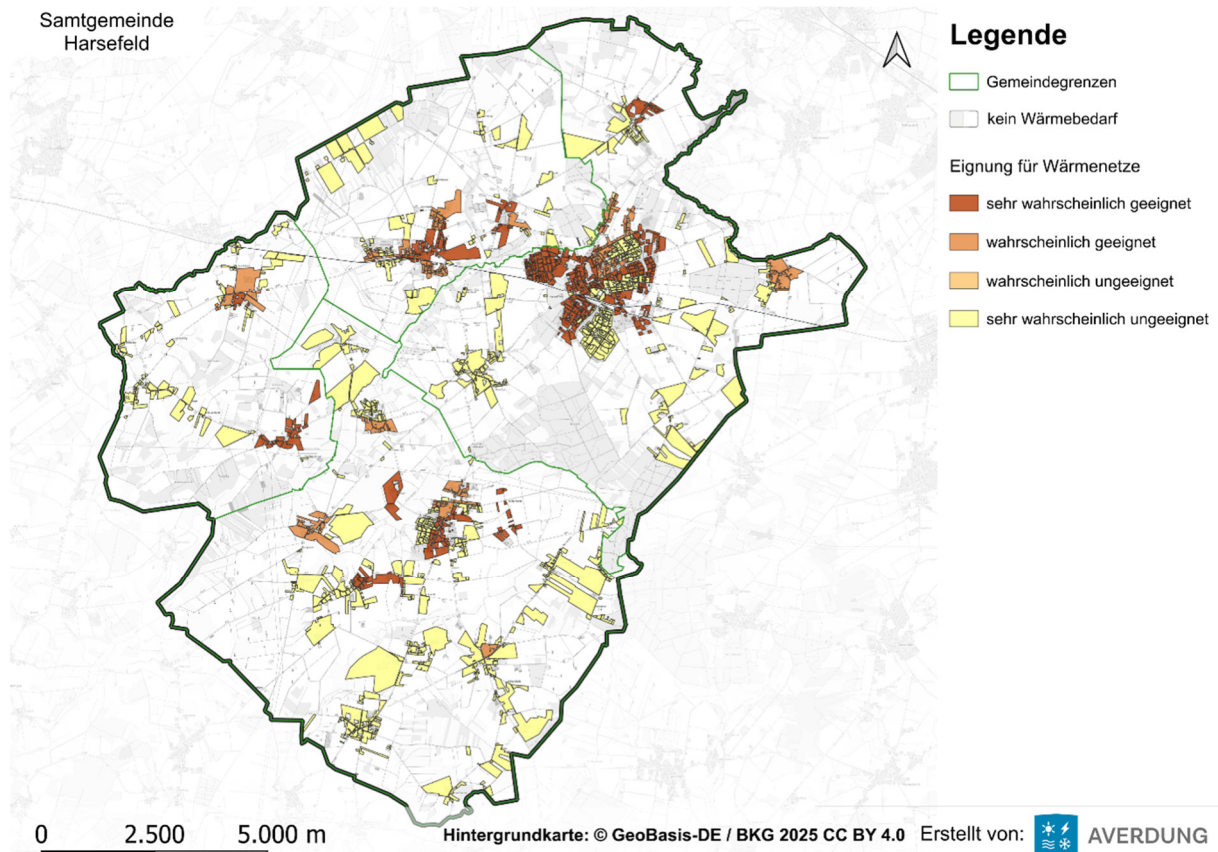 Samtgemeinde
Harsefeld
Legende
Gemeindegrenzen
kein Wärmebedarf
Eignung für Wärmenetze
sehr wahrscheinlich geeignet
wahrscheinlich geeignet
wahrscheinlich ungeeignet
sehr wahrscheinlich ungeeignet
0 2.500 5.000 m
Hintergrundkarte: © GeoBasis-DE / BKG 2025 CC BY 4.0 Erstellt von: AVERDUNG